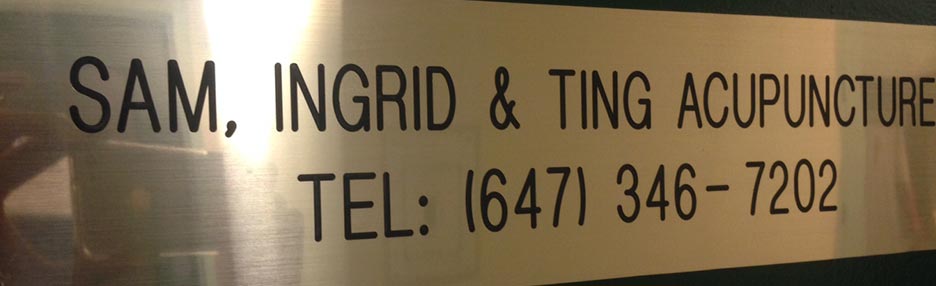 SAM, INGRID & TING ACUPUNCTURE
TEL: (647) 346-7202